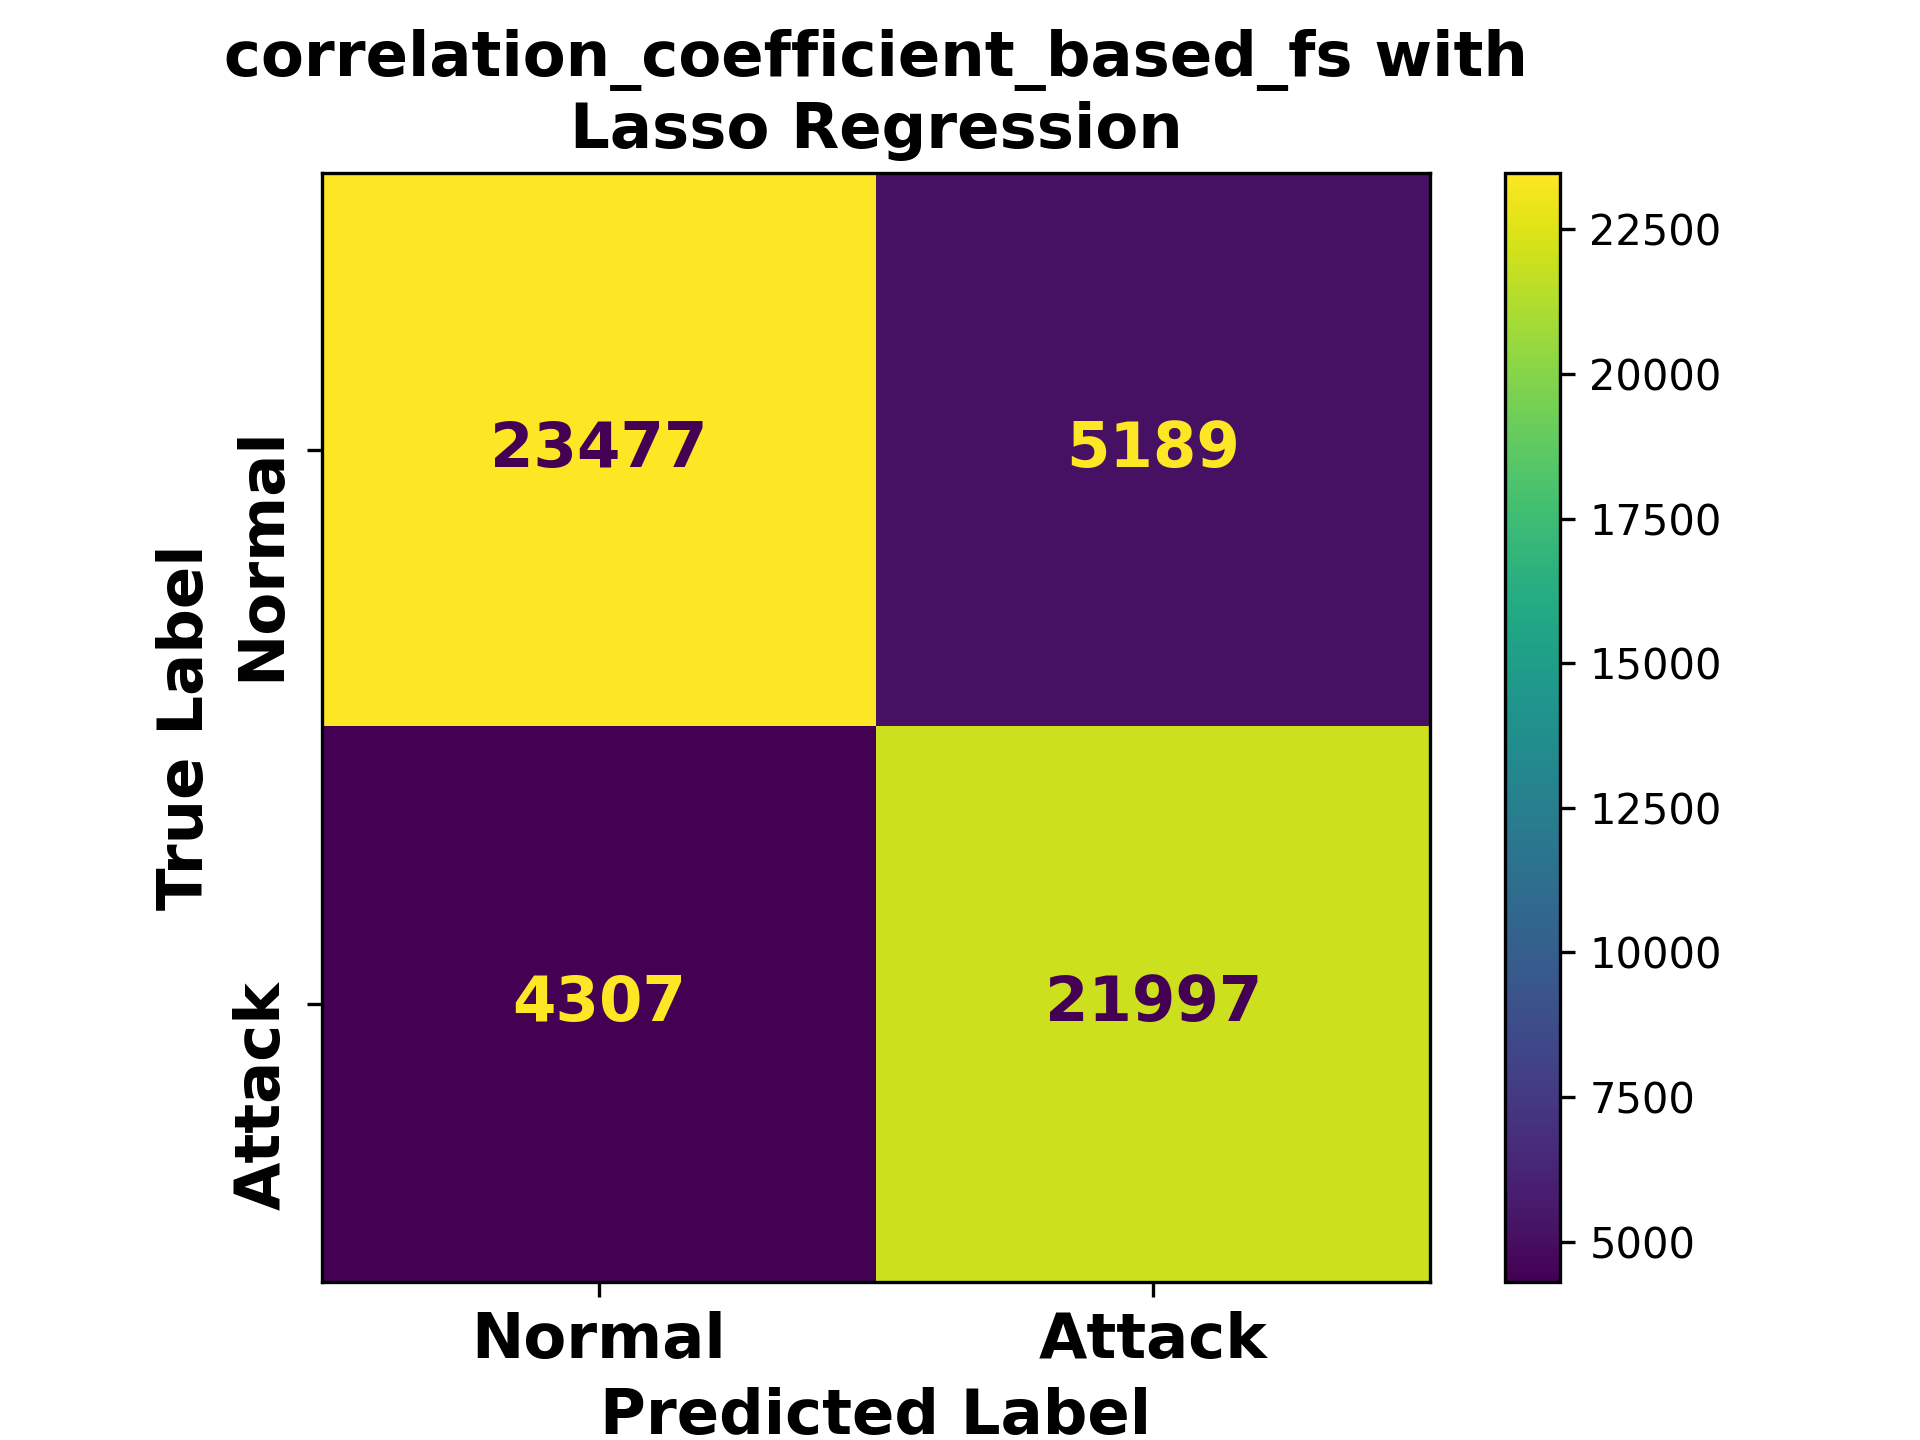 correlation_coefficient_based_fs with
Lasso Regression
True Label
Normal
Attack
23477
5189
4307
21997
Normal
Attack
Predicted Label
22500
20000
17500
15000
12500
10000
7500
5000